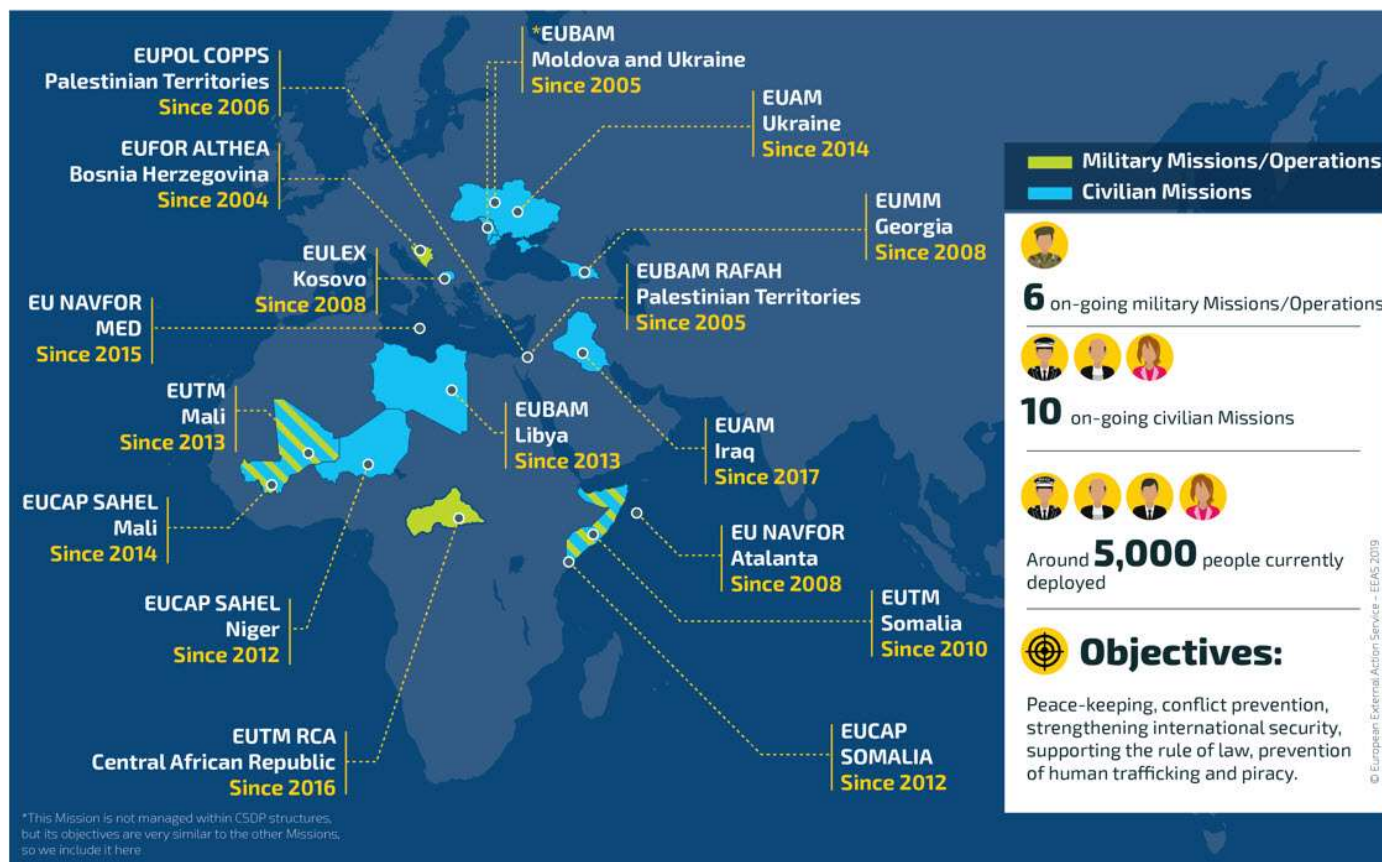 EUPOL COPPS
Palestinian Territories
Since 2006
*EUBAM
Moldova and Ukraine
Since 2005
EUAM
Ukraine
Since 2014
EUFOR ALTHEA
Bosnia Herzegovina
Since 2004
EULEX
Kosovo
Since 2008
EUMM
Georgia
Since 2008
EU NAVFOR
MED
Since 2015
EUBAM RAFAH
Palestinian Territories
Since 2005
EUTM
Mali
Since 2013
EUBAM
Libya
Since 2013
EUAM
Iraq
Since 2017
EUCAP SAHEL
Mali
Since 2014
EU NAVFOR
Atalanta
Since 2008
EUCAP SAHEL
Niger
Since 2012
EUTM
Somalia
Since 2010
EUTM RCA
Central African Republic
Since 2016
EUCAP
SOMALIA
Since 2012
*This Mission is not managed within CSDP structures,
but its objectives are very similar to the other Missions,
so we include it here
Military Missions/Operations
Civilian Missions
6 on-going military Missions/Operations
10 on-going civilian Missions
Around 5,000 people currently
deployed
Objectives:
Peace-keeping, conflict prevention,
strengthening international security,
supporting the rule of law, prevention
of human trafficking and piracy.
© European External Action Service – EEAS 2019